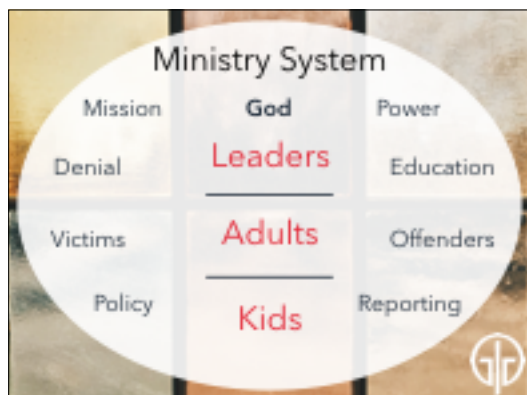 Ministry System
Mission God Power
Denial Leaders Education
Victims Adults Offenders
Policy Kids Reporting